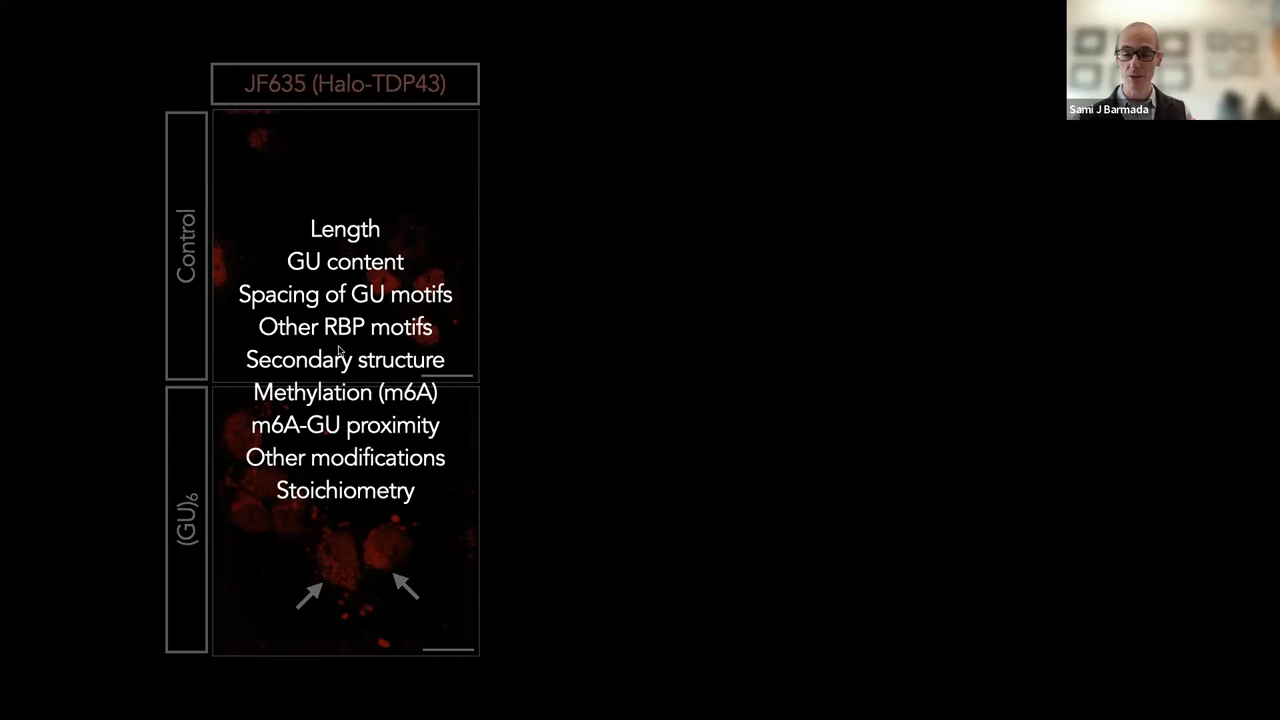 JF635 (Halo-TDP43)
Sami J Barmada
Control
Length
GU content
Spacing of GU motifs
Other RBP motifs
Secondary structure
Methylation (m6A)
m6A-GU proximity
Other modifications
Stoichiometry
(GU)₆